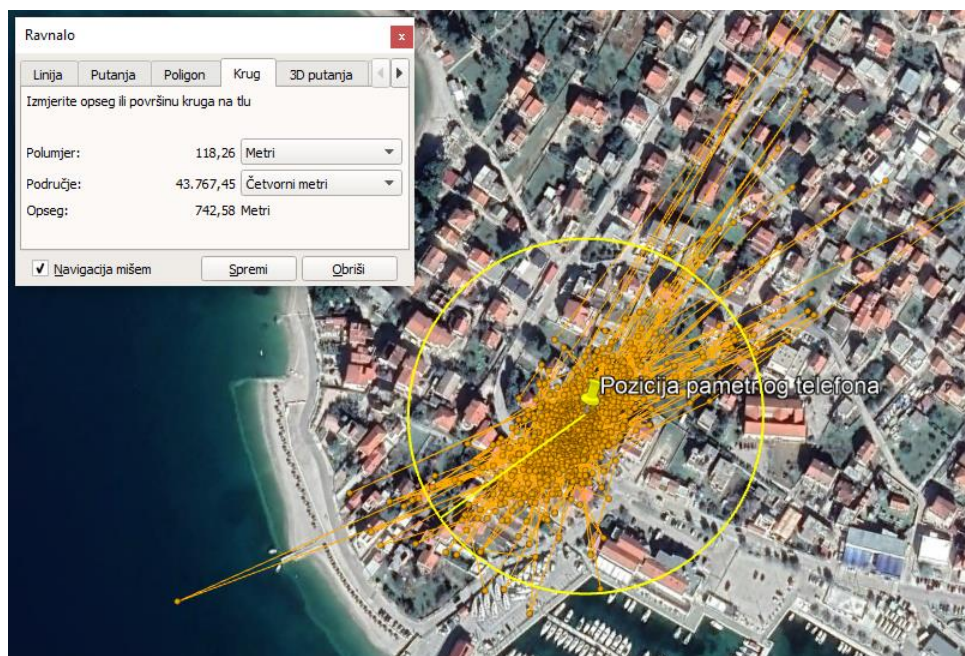 Ravnalo
x
Linija Putanja Poligon Krug 3D putanja
Izmjerite opseg ili površinu kruga na tlu
Polumjer: 118,26 Metri
Područje: 43.767,45 Četvorni metri
Opseg: 742,58 Metri
Navigacija mišem Spremi Obriši
Pozicija pametnog telefona